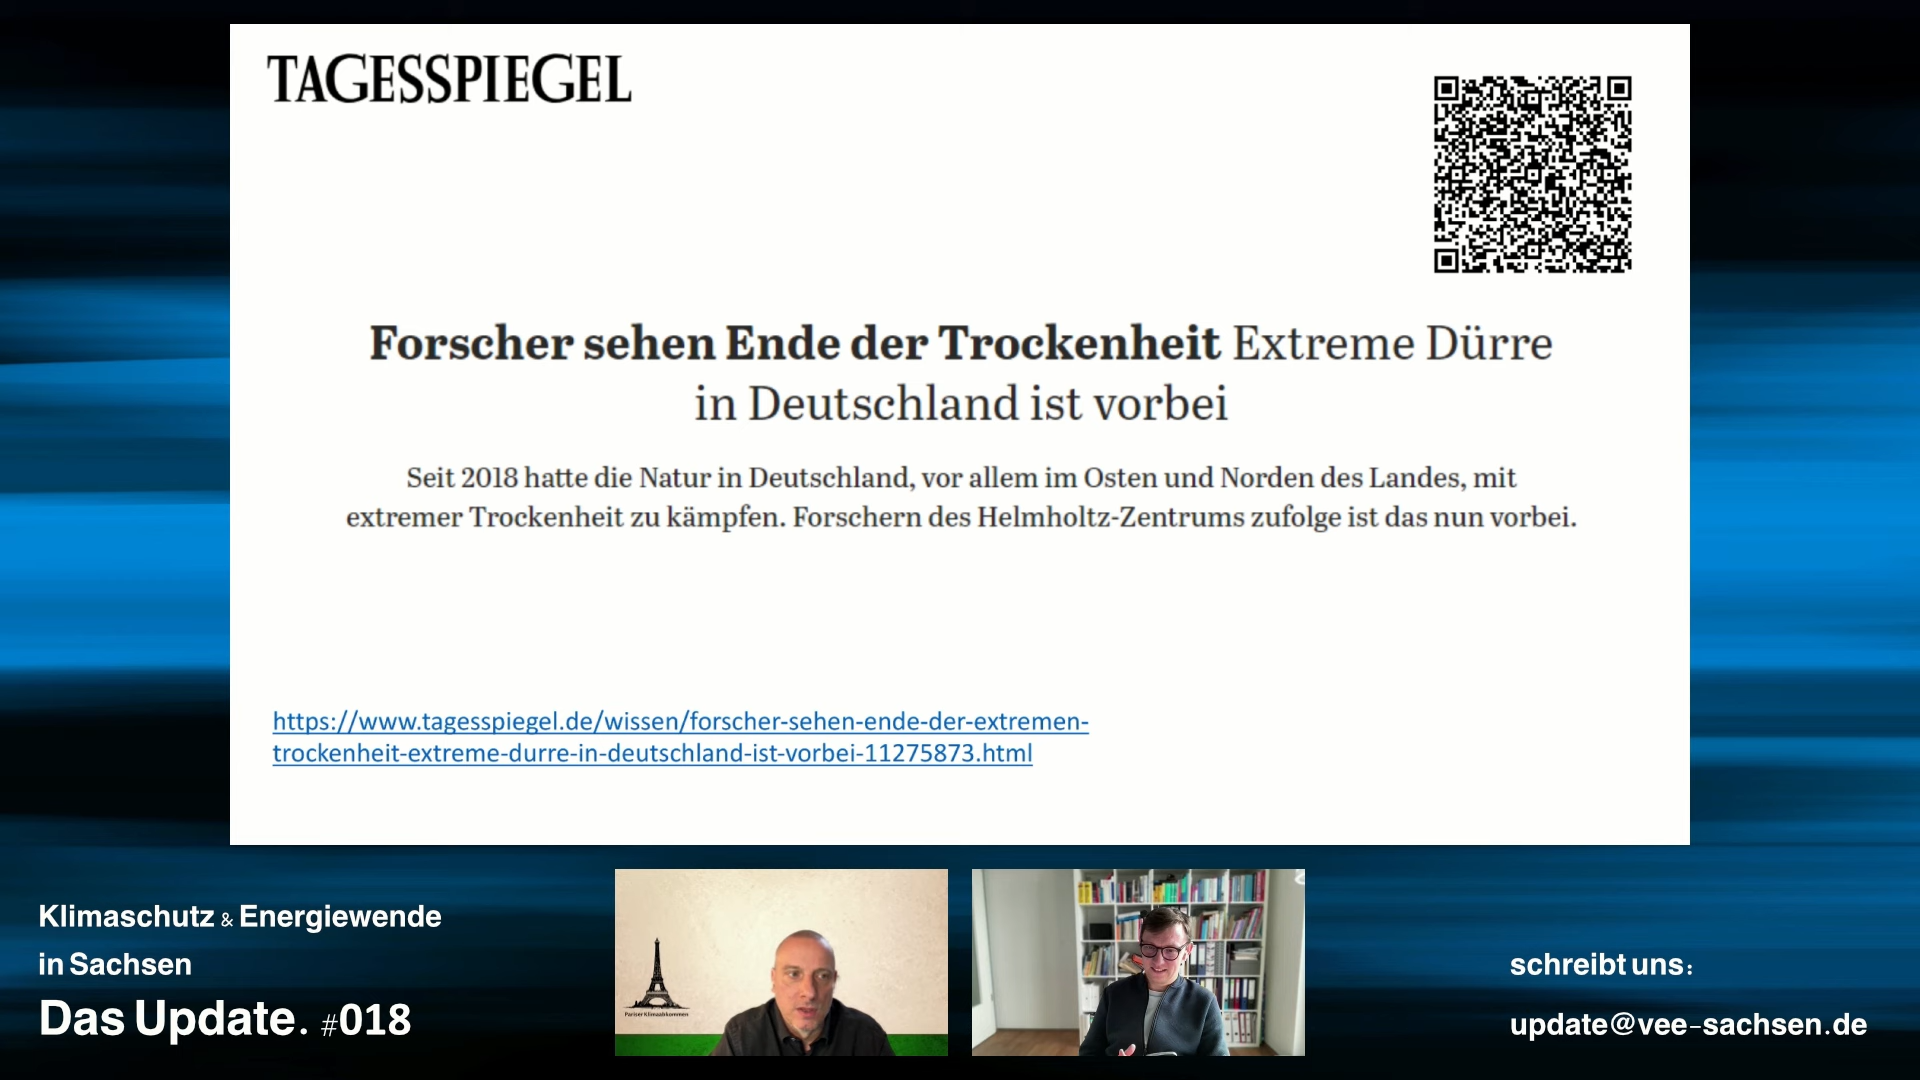 TAGESSPIEGEL
Forscher sehen Ende der Trockenheit Extreme Dürre
in Deutschland ist vorbei
Seit 2018 hatte die Natur in Deutschland, vor allem im Osten und Norden des Landes, mit
extremer Trockenheit zu kämpfen. Forschern des Helmholtz-Zentrums zufolge ist das nun vorbei.
https://www.tagesspiegel.de/wissen/forscher-sehen-ende-der-extremen-
trockenheit-extreme-durre-in-deutschland-ist-vorbei-11275873.html
Klimaschutz & Energiewende
in Sachsen
Das Update. #018
Pariser Klimaabkommen
schreibt uns:
update@vee-sachsen.de